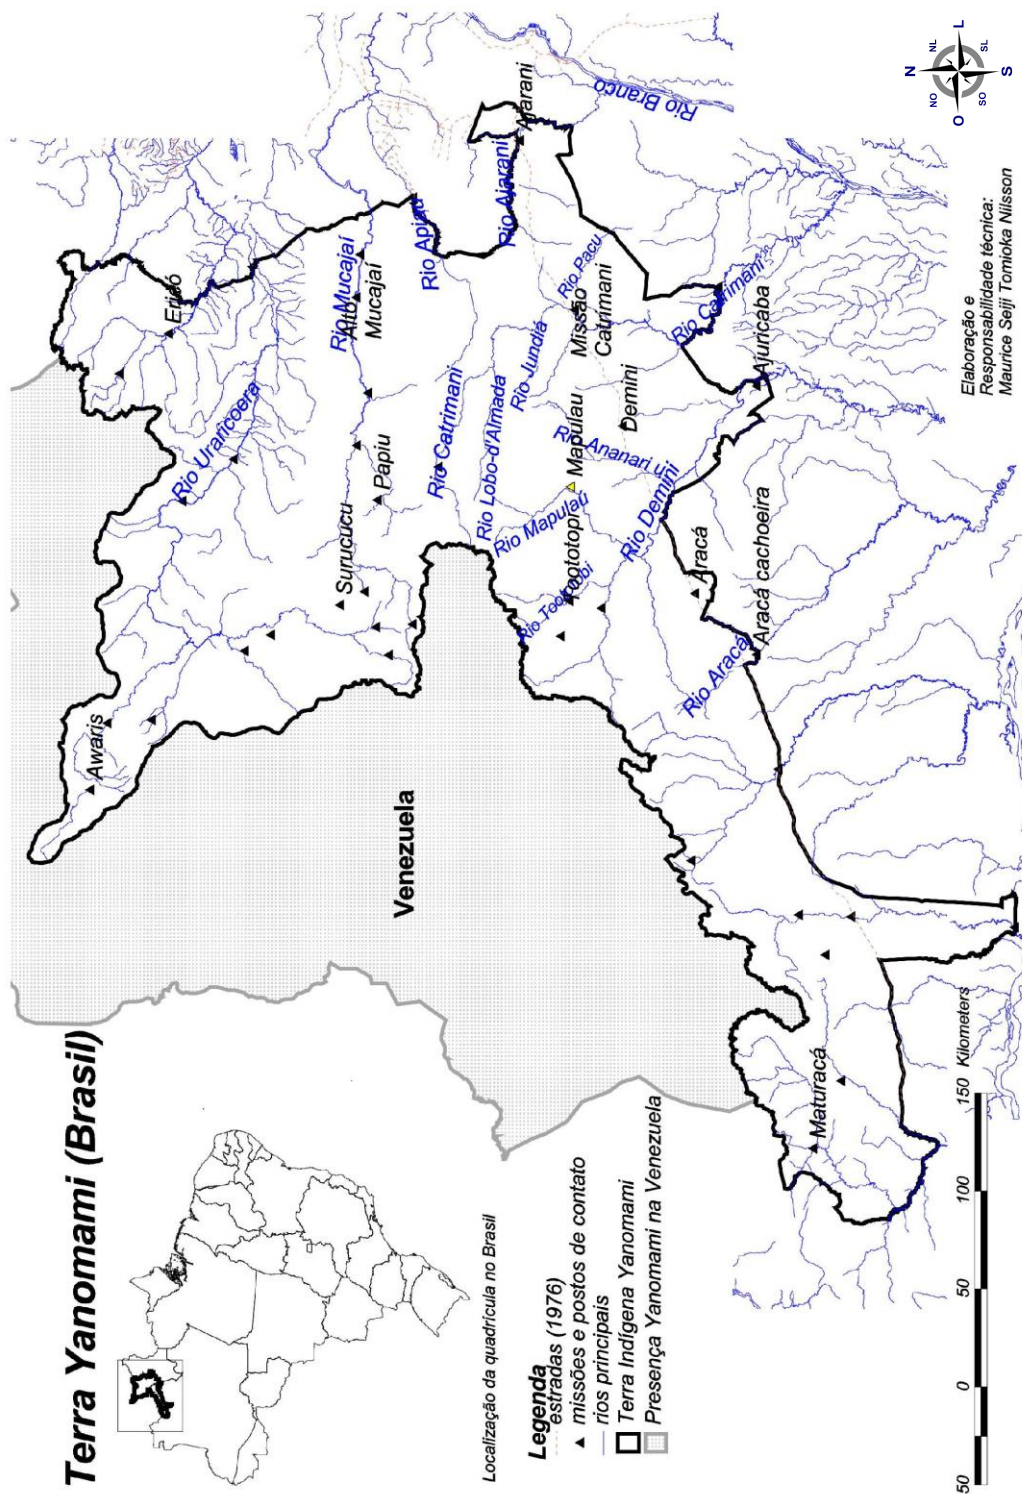 Terra Yanomami (Brasil)
Localização da quadrícula no Brasil
Legenda
estradas (1976)
missões e postos de contato
rios principais
Terra Indígena Yanomami
Presença Yanomami na Venezuela
50 0 50 100 150 Kilometers
Venezuela
Awaris
Surucucu
Papiu
Ericó
Rio Uraricoera
Rio Mucajaí
Alto
Mucajaí
Rio Apiaú
Rio Ajarani
Ajarani
Rio Branco
Rio Catrimani
Rio Lobo-d'Almada
Rio Jundiá
Rio Pacu
Missão
Catrimani
Rio Mapulaú
Mapulau
Rio Ananari u
Demini
Rio Catrimani
Toototopi
Rio Demini
Ajuricaba
Aracá
Rio Aracá
Aracá cachoeira
Maturacá
Elaboração e
Responsabilidade técnica:
Maurice Seiji Tomioka Nilsson
N
NO NL
O L
SO SL
S